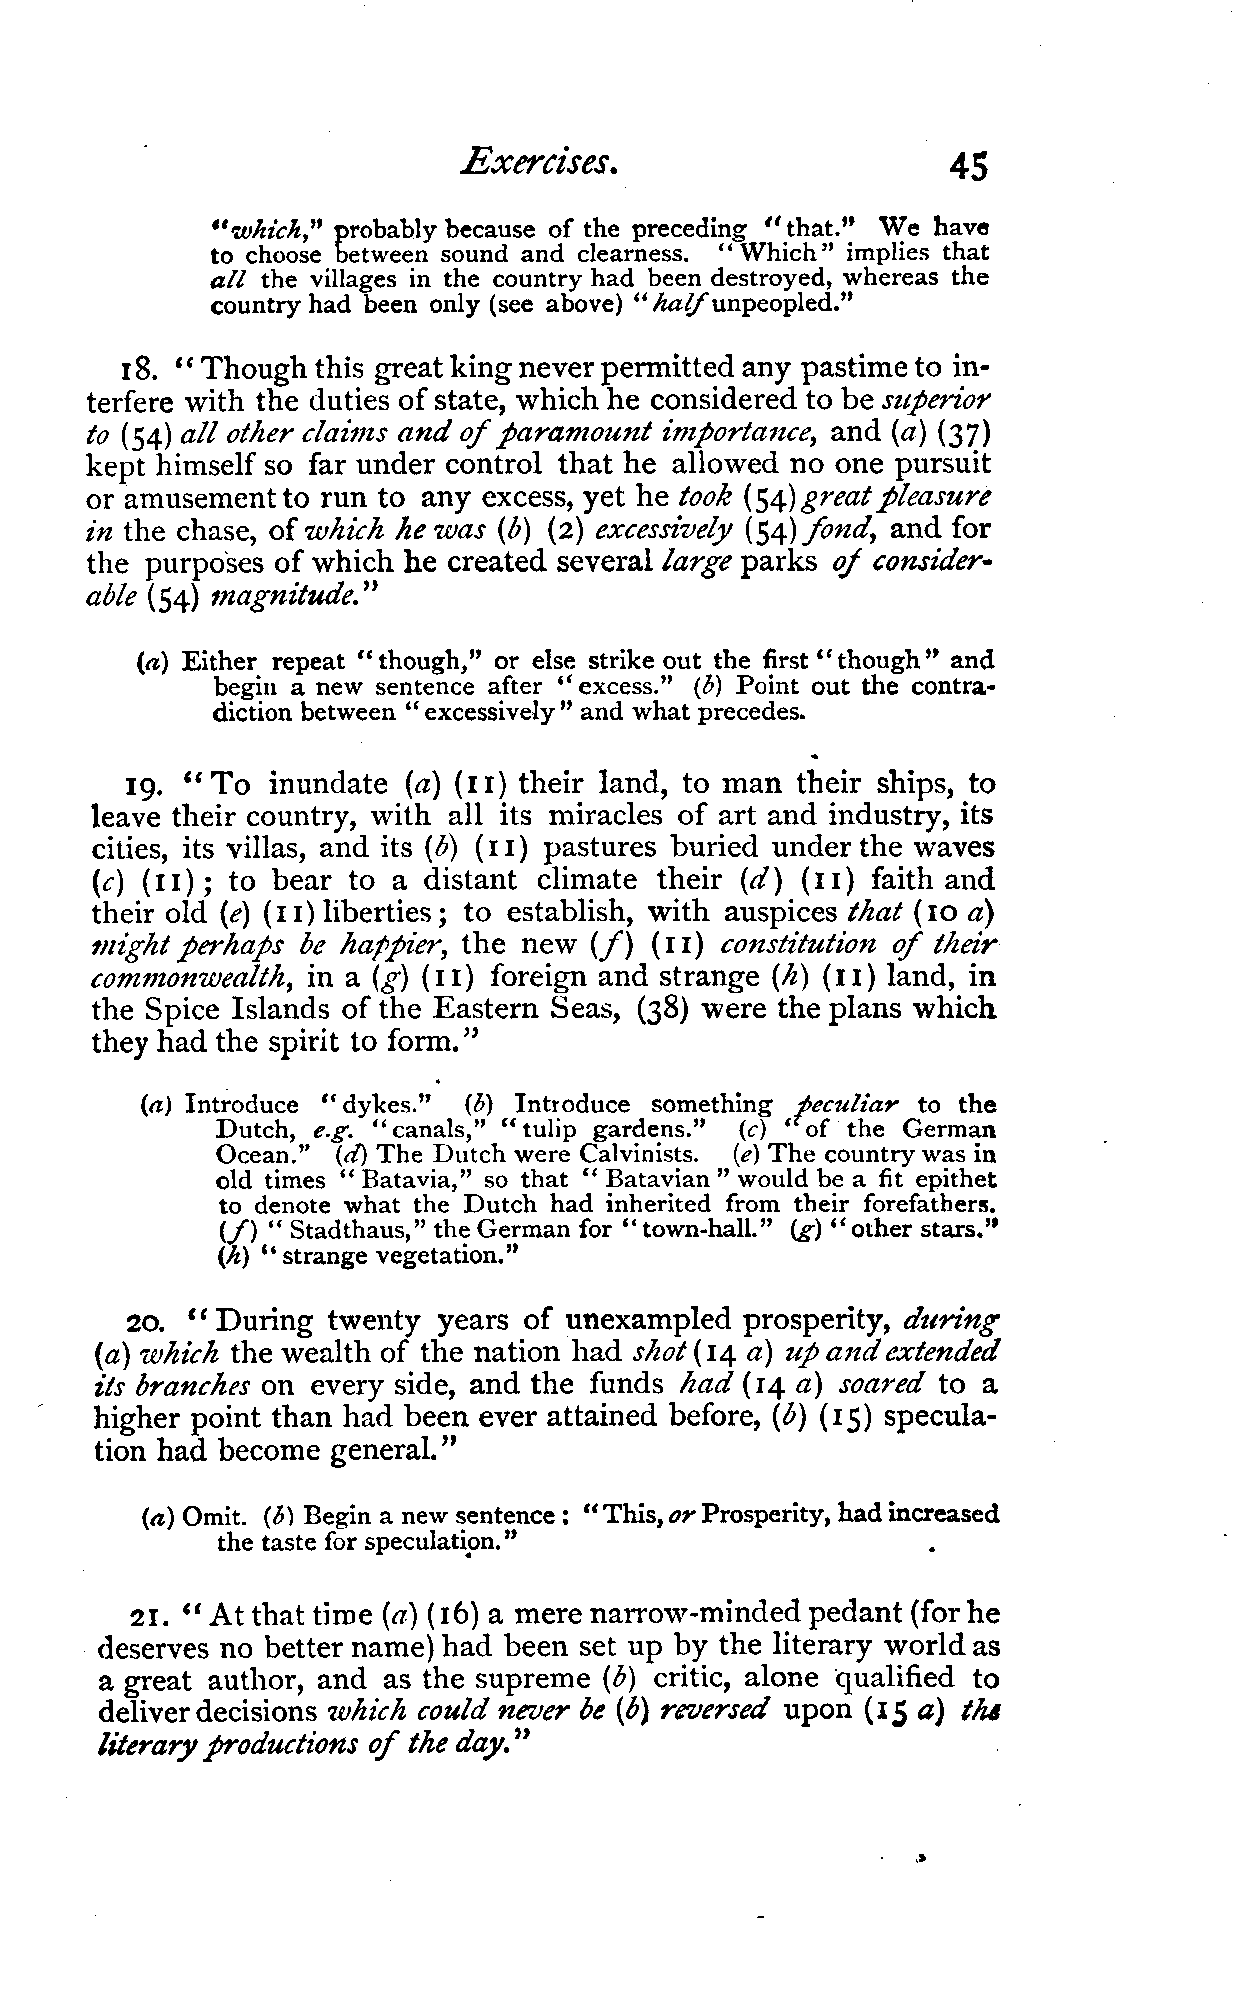 Exercises. 45
"which," probably because of the preceding "that." We have
to choose between sound and clearness. "Which" implies that
all the villages in the country had been destroyed, whereas the
country had been only (see above) "half unpeopled."
18. "Though this great king never permitted any pastime to in-
terfere with the duties of state, which he considered to be superior
to (54) all other claims and of paramount importance, and (a) (37)
kept himself so far under control that he allowed no one pursuit
or amusement to run to any excess, yet he took (54) great pleasure
in the chase, of which he was (b) (2) excessively (54) fond, and for
the purposes of which he created several large parks of consider-
able (54) magnitude."
(a) Either repeat "though," or else strike out the first "though" and
begin a new sentence after "excess." (b) Point out the contra-
diction between "excessively" and what precedes.
19. "To inundate (a) (11) their land, to man their ships, to
leave their country, with all its miracles of art and industry, its
cities, its villas, and its (b) (11) pastures buried under the waves
(c) (11); to bear to a distant climate their (d) (11) faith and
their old (e) (11) liberties; to establish, with auspices that (10 a)
might perhaps be happier, the new (f) (11) constitution of their
commonwealth, in a (g) (11) foreign and strange (h) (11) land, in
the Spice Islands of the Eastern Seas, (38) were the plans which
they had the spirit to form."
(a) Introduce "dykes." (b) Introduce something peculiar to the
Dutch, e.g. "canals," "tulip gardens." (c) "of the German
Ocean." (d) The Dutch were Calvinists. (e) The country was in
old times "Batavia," so that "Batavian" would be a fit epithet
to denote what the Dutch had inherited from their forefathers.
(f) "Stadthaus," the German for "town-hall." (g) "other stars."
(h) "strange vegetation."
20. "During twenty years of unexampled prosperity, during
(a) which the wealth of the nation had shot (14 a) up and extended
its branches on every side, and the funds had (14 a) soared to a
higher point than had been ever attained before, (b) (15) specula-
tion had become general."
(a) Omit. (b) Begin a new sentence: "This, or Prosperity, had increased
the taste for speculation."
21. "At that time (a) (16) a mere narrow-minded pedant (for he
deserves no better name) had been set up by the literary world as
a great author, and as the supreme (b) critic, alone qualified to
deliver decisions which could never be (b) reversed upon (15 a) the
literary productions of the day."